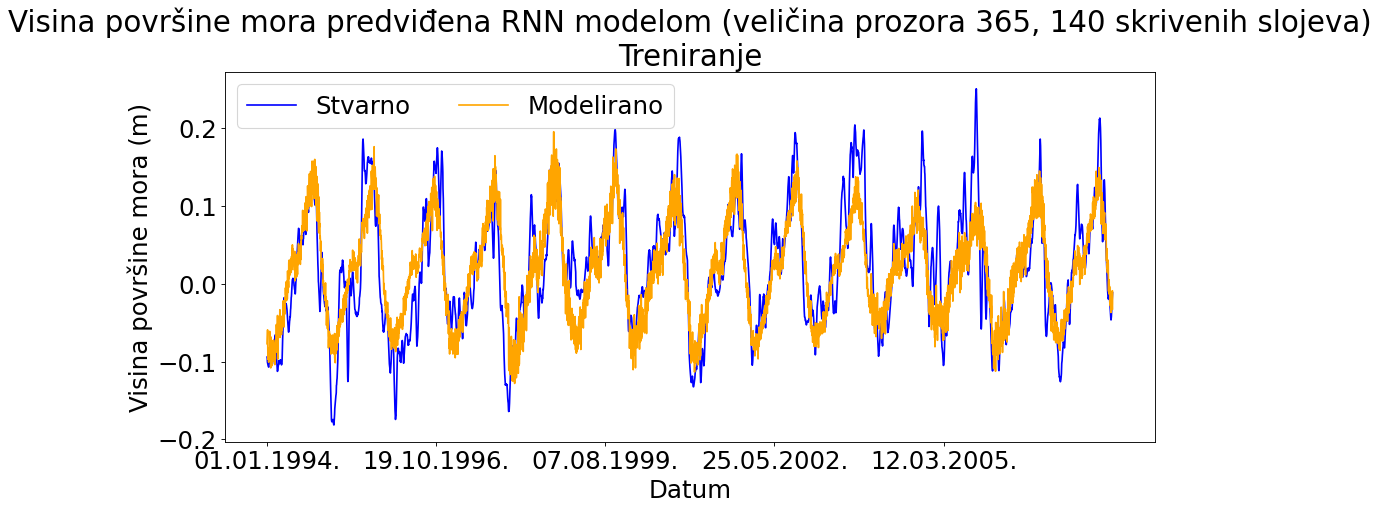 Visina površine mora predviđena RNN modelom (veličina prozora 365, 140 skrivenih slojeva)
Treniranje
Stvarno Modelirano
Visina površine mora (m)
0.2
0.1
0.0
−0.1
−0.2
01.01.1994. 19.10.1996. 07.08.1999. 25.05.2002. 12.03.2005.
Datum